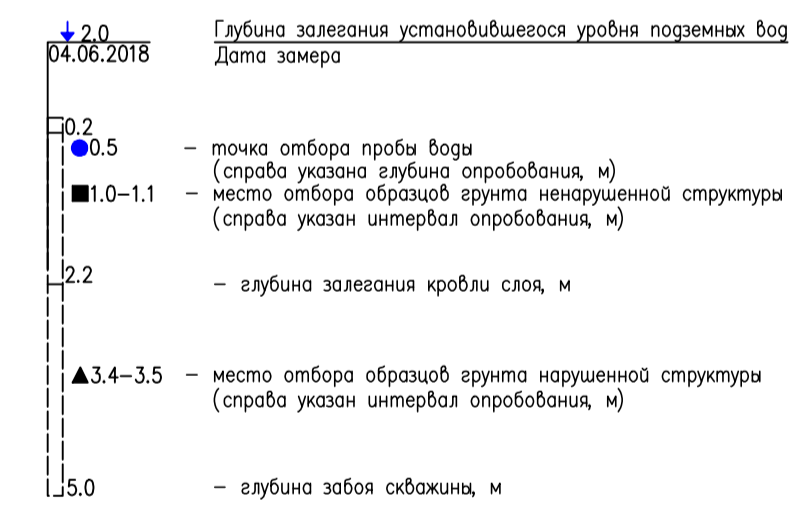 2.0 Глубина залегания установившегося уровня подземных вод
04.06.2018 Дата замера
0.2
0.5 – точка отбора пробы воды
(справа указана глубина опробования, м)
1.0–1.1 – место отбора образцов грунта ненарушенной структуры
(справа указан интервал опробования, м)
2.2 – глубина залегания кровли слоя, м
3.4–3.5 – место отбора образцов грунта нарушенной структуры
(справа указан интервал опробования, м)
5.0 – глубина забоя скважины, м